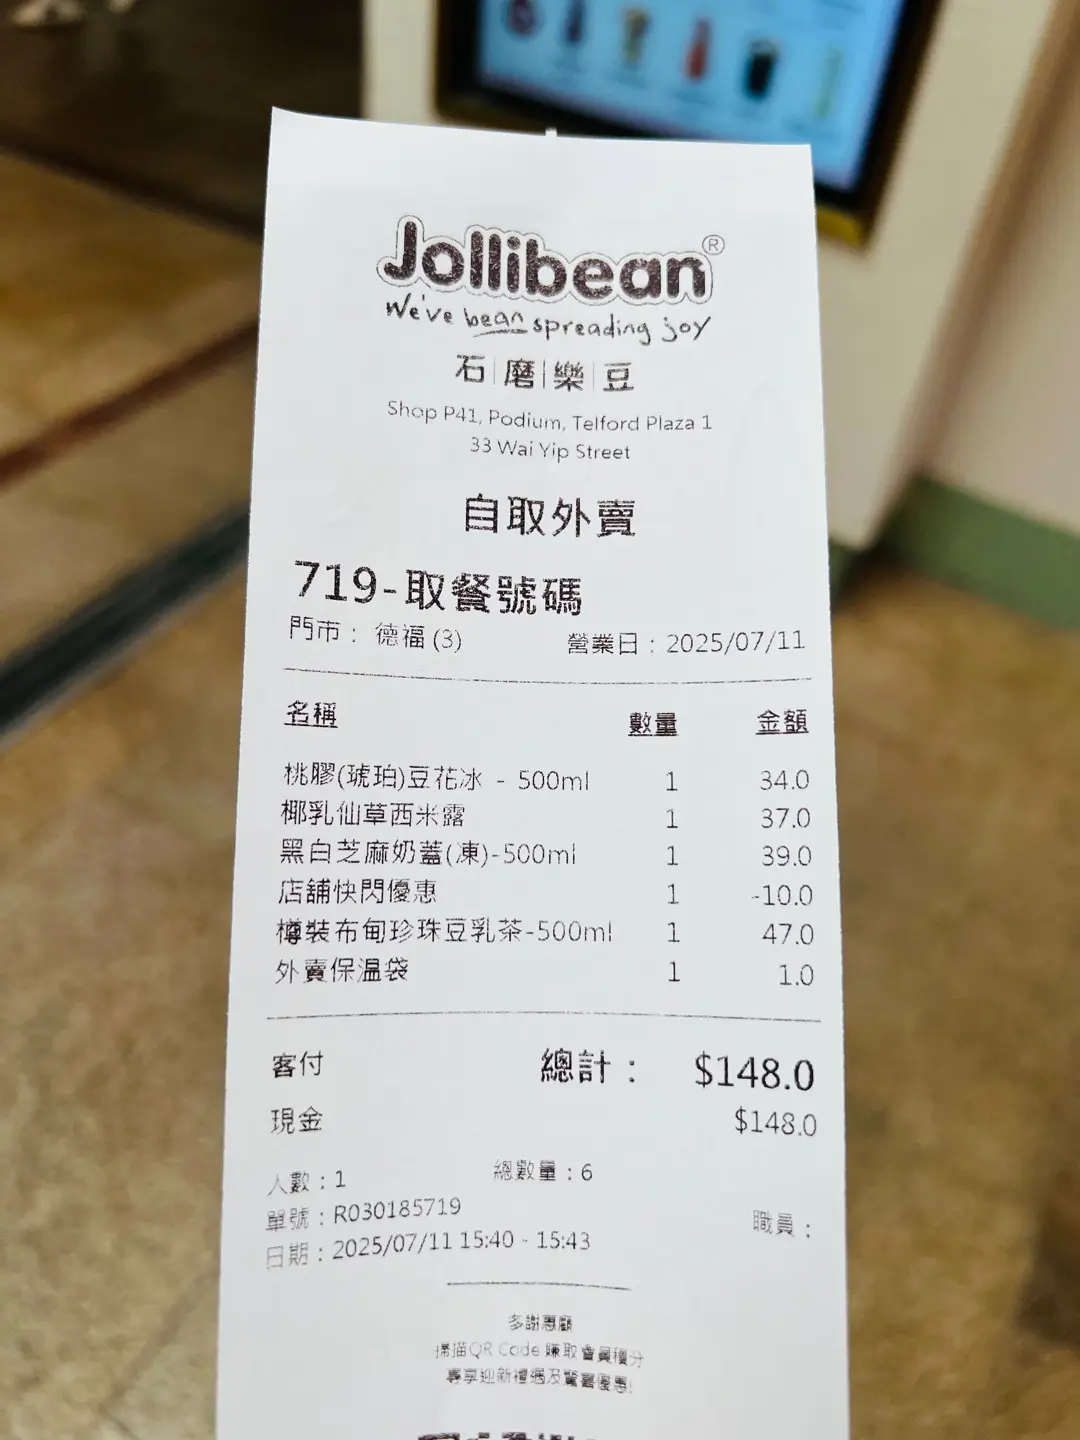 Jollibean®
We've bean spreading joy
石|磨|樂|豆
Shop P41, Podium, Telford Plaza 1
33 Wai Yip Street
自取外賣
719-取餐號碼
門市： 德福 (3) 營業日：2025/07/11
名稱 數量 金額
桃膠(琥珀)豆花冰 - 500ml 1 34.0
椰乳仙草西米露 1 37.0
黑白芝麻奶蓋(凍)-500ml 1 39.0
店舖快閃優惠 1 -10.0
樽裝布甸珍珠豆乳茶-500ml 1 47.0
外賣保溫袋 1 1.0
客付 總計： $148.0
現金 $148.0
人數：1 總數量：6
單號：R030185719 職員：
日期：2025/07/11 15:40 - 15:43
多謝惠顧
掃描QR Code 賺取會員積分
專享迎新禮遇及驚喜優惠!